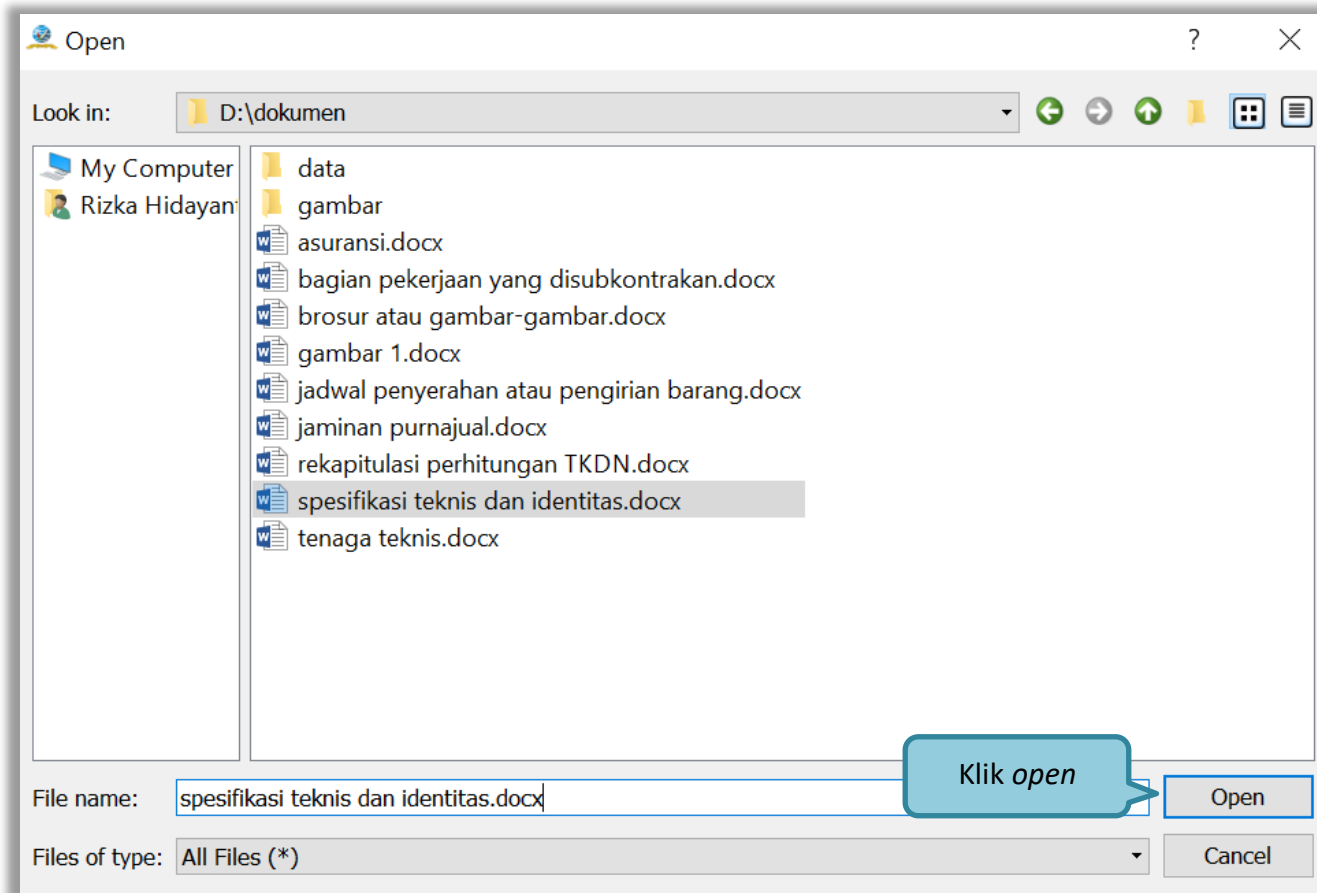 Open
?
Look in: D:\dokumen
My Computer
Rizka Hidayan
data
gambar
asuransi.docx
bagian pekerjaan yang disubkontrakan.docx
brosur atau gambar-gambar.docx
gambar 1.docx
jadwal penyerahan atau pengirian barang.docx
jaminan purnajual.docx
rekapitulasi perhitungan TKDN.docx
spesifikasi teknis dan identitas.docx
tenaga teknis.docx
Klik open
File name: spesifikasi teknis dan identitas.docx Open
Files of type: All Files (*) Cancel